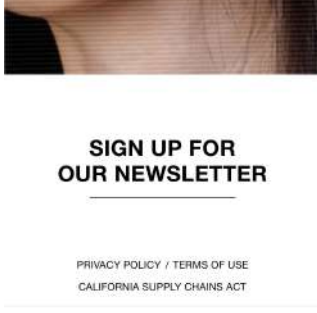 SIGN UP FOR
OUR NEWSLETTER
PRIVACY POLICY / TERMS OF USE
CALIFORNIA SUPPLY CHAINS ACT